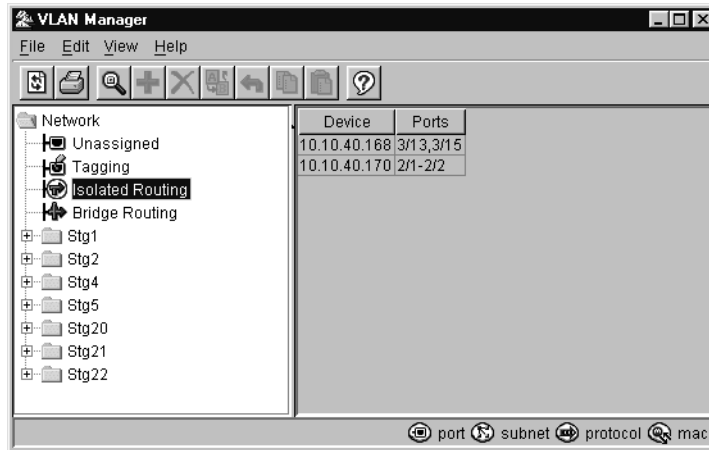 VLAN Manager
File Edit View Help
Network
Unassigned
Tagging
Isolated Routing
Bridge Routing
Stg1
Stg2
Stg4
Stg5
Stg20
Stg21
Stg22
Device Ports
10.10.40.168 3/13,3/15
10.10.40.170 2/1-2/2
port subnet protocol mac